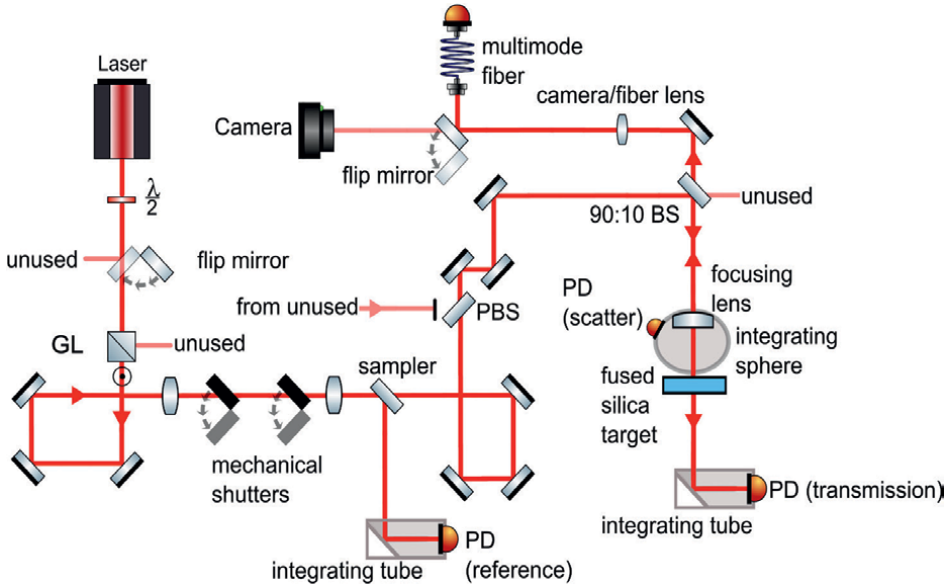 Laser
λ
2
unused
flip mirror
GL
unused
multimode
fiber
Camera
camera/fiber lens
flip mirror
90:10 BS
unused
from unused
PBS
PD
(scatter)
focusing
lens
integrating
sphere
fused
silica
target
sampler
mechanical
shutters
integrating tube
PD
(reference)
PD (transmission)
integrating tube